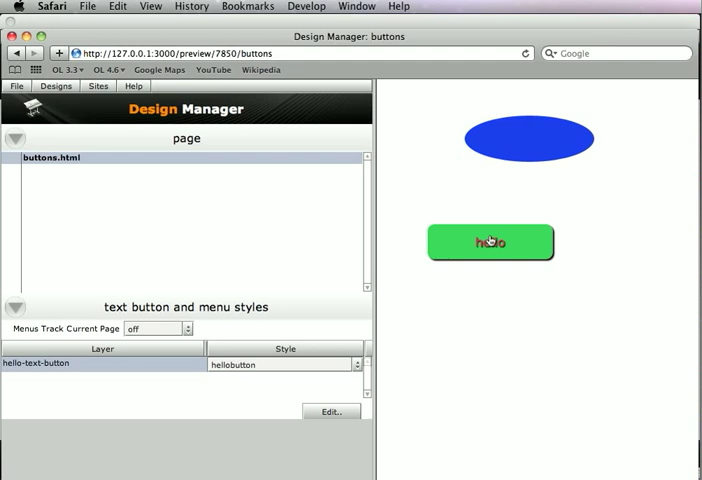 Safari File Edit View History Bookmarks Develop Window Help
Design Manager: buttons
http://127.0.0.1:3000/preview/7850/buttons
Google
OL 3.3 OL 4.6 Google Maps YouTube Wikipedia
File Designs Sites Help
Design Manager
page
buttons.html
hello
text button and menu styles
Menus Track Current Page off
Layer Style
hello-text-button hellobutton
Edit..